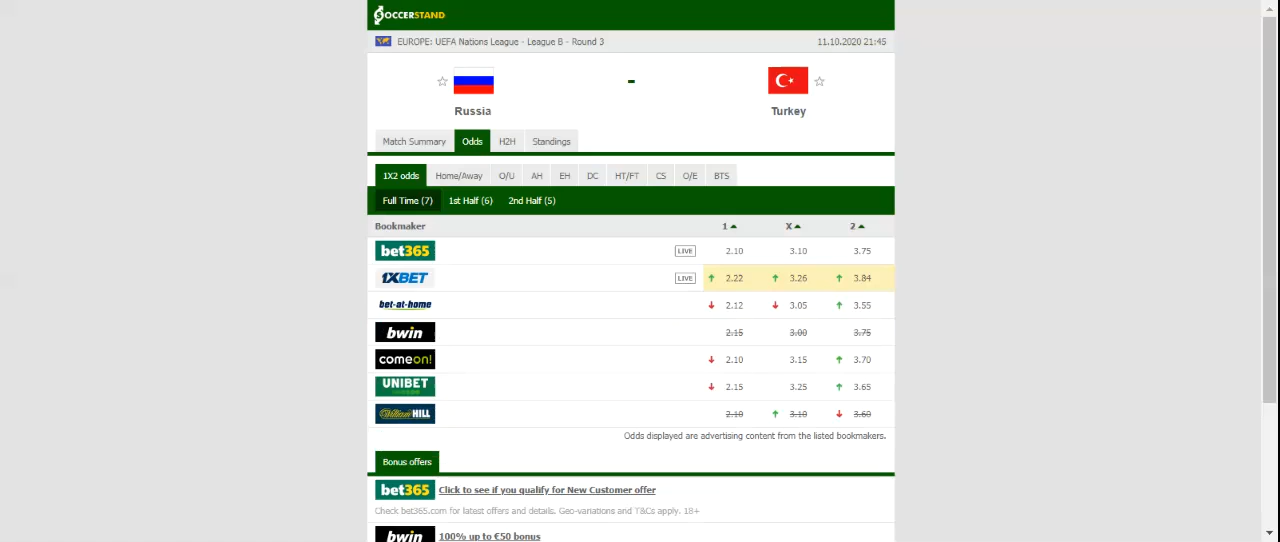 SOCCERSTAND
EUROPE: UEFA Nations League - League B - Round 3 11.10.2020 21:45
-
Russia Turkey
Match Summary Odds H2H Standings
1X2 odds Home/Away O/U AH EH DC HT/FT CS O/E BTS
Full Time (7) 1st Half (6) 2nd Half (5)
Bookmaker 1 X 2
bet365 LIVE 2.10 3.10 3.75
1XBET LIVE 2.22 3.26 3.84
bet-at-home 2.12 3.05 3.55
bwin 2.15 3.00 3.75
comeon! 2.10 3.15 3.70
UNIBET 2.15 3.25 3.65
William HILL 2.10 3.10 3.60
Odds displayed are advertising content from the listed bookmakers.
Bonus offers
bet365 Click to see if you qualify for New Customer offer
Check bet365.com for latest offers and details. Geo-variations and T&Cs apply. 18+
bwin 100% up to €50 bonus